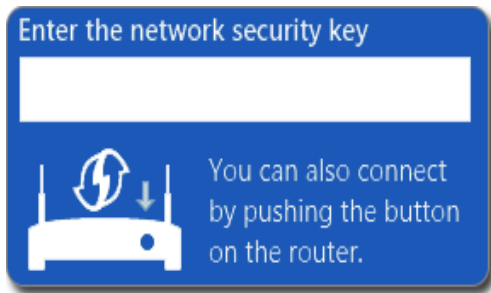 Enter the network security key
You can also connect
by pushing the button
on the router.